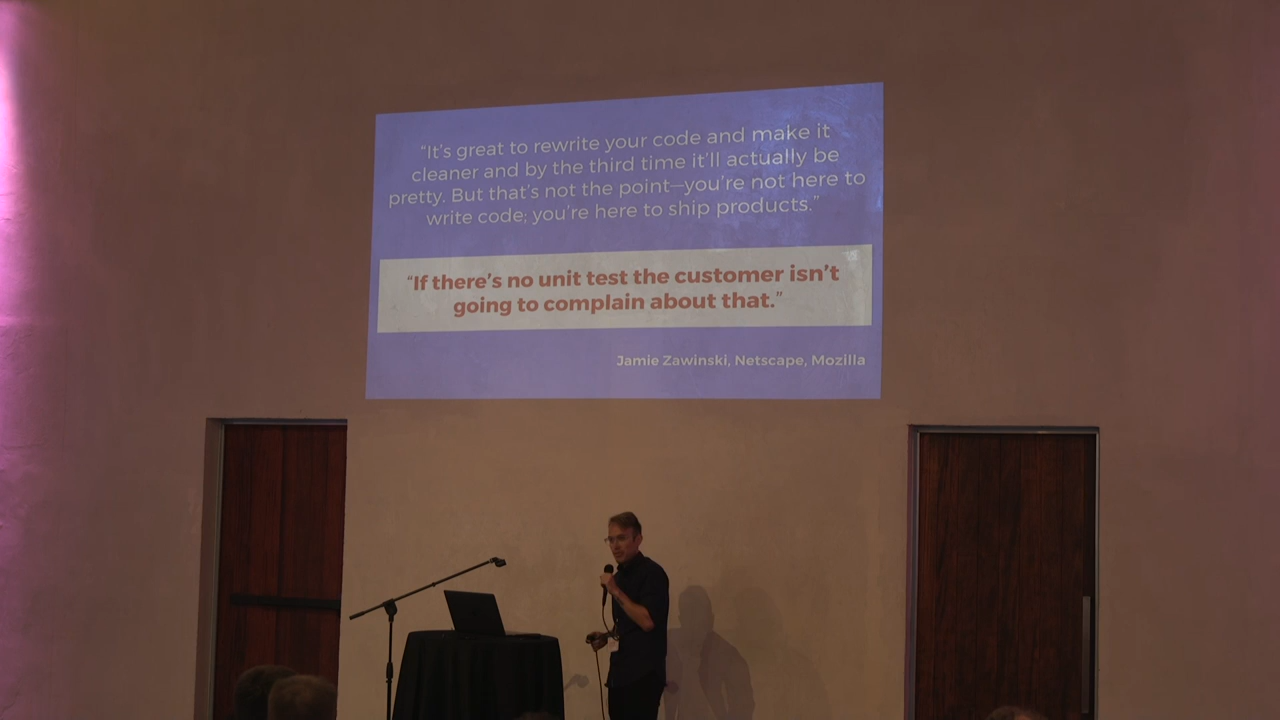 “It’s great to rewrite your code and make it
cleaner and by the third time it’ll actually be
pretty. But that’s not the point—you’re not here to
write code; you’re here to ship products.”
“If there’s no unit test the customer isn’t
going to complain about that.”
Jamie Zawinski, Netscape, Mozilla